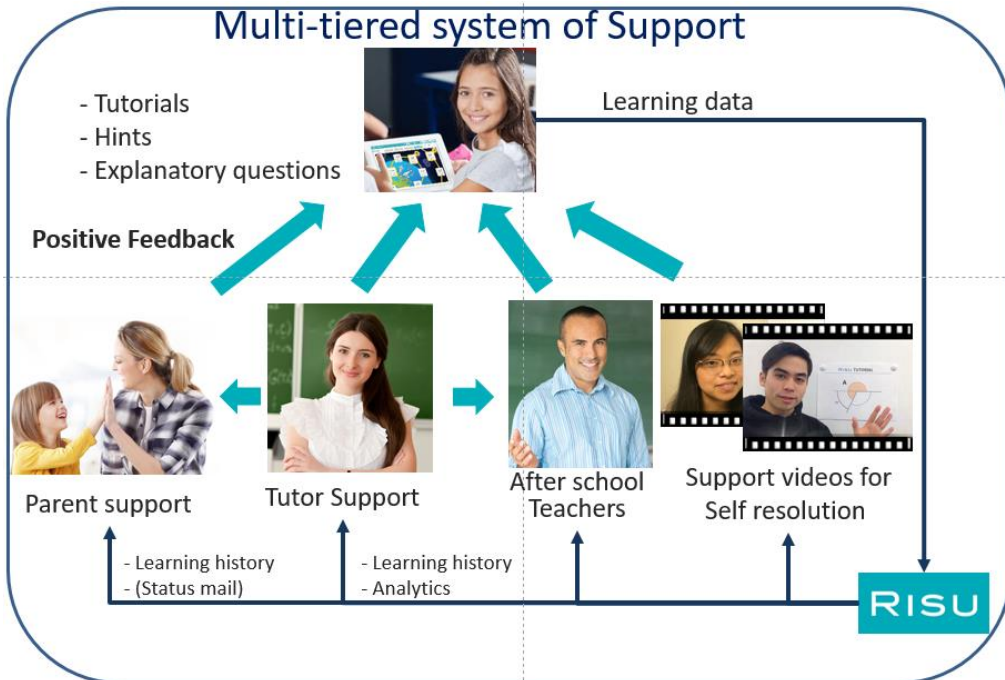 Multi-tiered system of Support
- Tutorials
- Hints
- Explanatory questions
Learning data
Positive Feedback
Parent support
Tutor Support
After school
Teachers
Support videos for
Self resolution
- Learning history
- (Status mail)
- Learning history
- Analytics
RISU